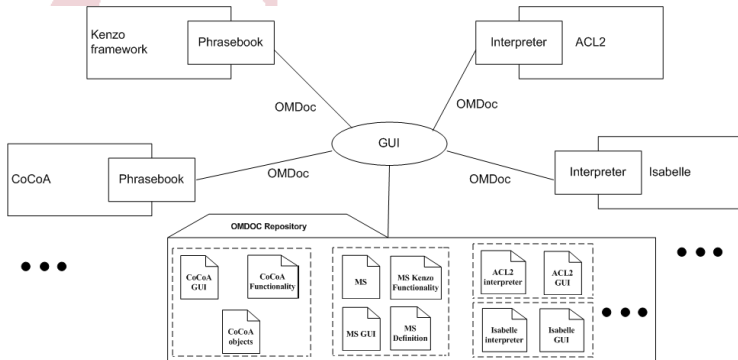 Kenzo
framework
Phrasebook
Interpreter
ACL2
OMDoc
OMDoc
GUI
CoCoA
Phrasebook
OMDoc
OMDoc
Interpreter
Isabelle
OMDOC Repository
CoCoA
GUI
CoCoA
Functionality
CoCoA
objects
MS
MS Kenzo
Functionality
MS GUI
MS
Definition
ACL2
interpreter
ACL2
GUI
Isabelle
interpreter
Isabelle
GUI